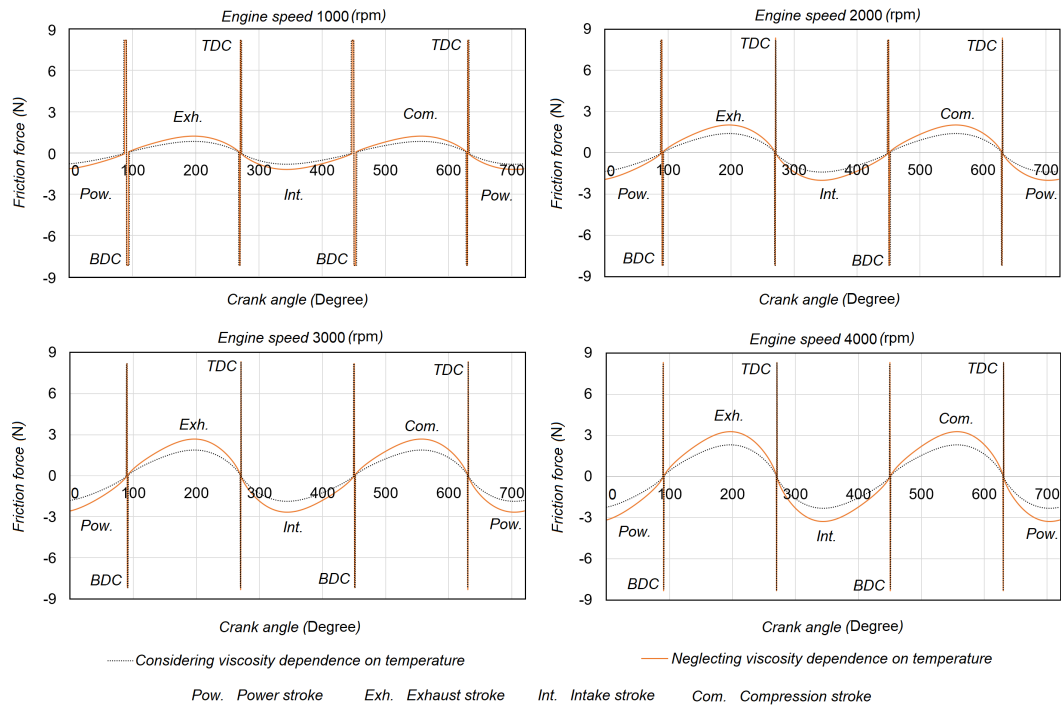 Engine speed 1000 (rpm)
9
6
3
0
-3
-6
-9
Friction force (N)
TDC
TDC
Exh.
Com.
0 100 200 300 400 500 600 700
Pow.
Int.
Pow.
BDC
BDC
Crank angle (Degree)
Engine speed 2000 (rpm)
9
6
3
0
-3
-6
-9
Friction force (N)
TDC
TDC
Exh.
Com.
0 100 200 300 400 500 600 700
Pow.
Int.
Pow.
BDC
BDC
Crank angle (Degree)
Engine speed 3000 (rpm)
9
6
3
0
-3
-6
-9
Friction force (N)
TDC
TDC
Exh.
Com.
0 100 200 300 400 500 600 700
Pow.
Int.
Pow.
BDC
BDC
Crank angle (Degree)
Engine speed 4000 (rpm)
9
6
3
0
-3
-6
-9
Friction force (N)
TDC
TDC
Exh.
Com.
0 100 200 300 400 500 600 700
Pow.
Int.
Pow.
BDC
BDC
Crank angle (Degree)
Considering viscosity dependence on temperature Neglecting viscosity dependence on temperature
Pow. Power stroke Exh. Exhaust stroke Int. Intake stroke Com. Compression stroke